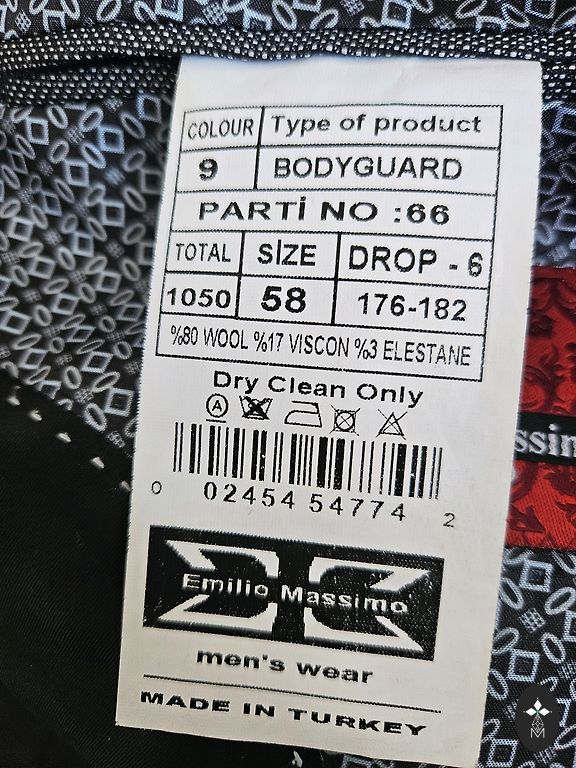 COLOUR Type of product
9 BODYGUARD
PARTİ NO :66
TOTAL SİZE DROP - 6
1050 58 176-182
%80 WOOL %17 VISCON %3 ELESTANE
Dry Clean Only
A
0 02454 54774 2
Emilio Massimo
men's wear
MADE IN TURKEY
M